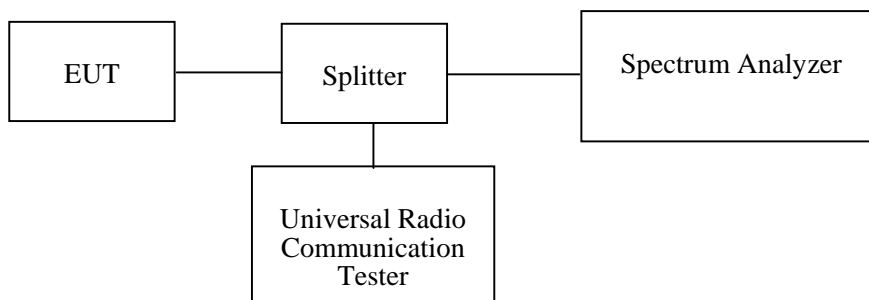 EUT
Splitter
Spectrum Analyzer
Universal Radio
Communication
Tester